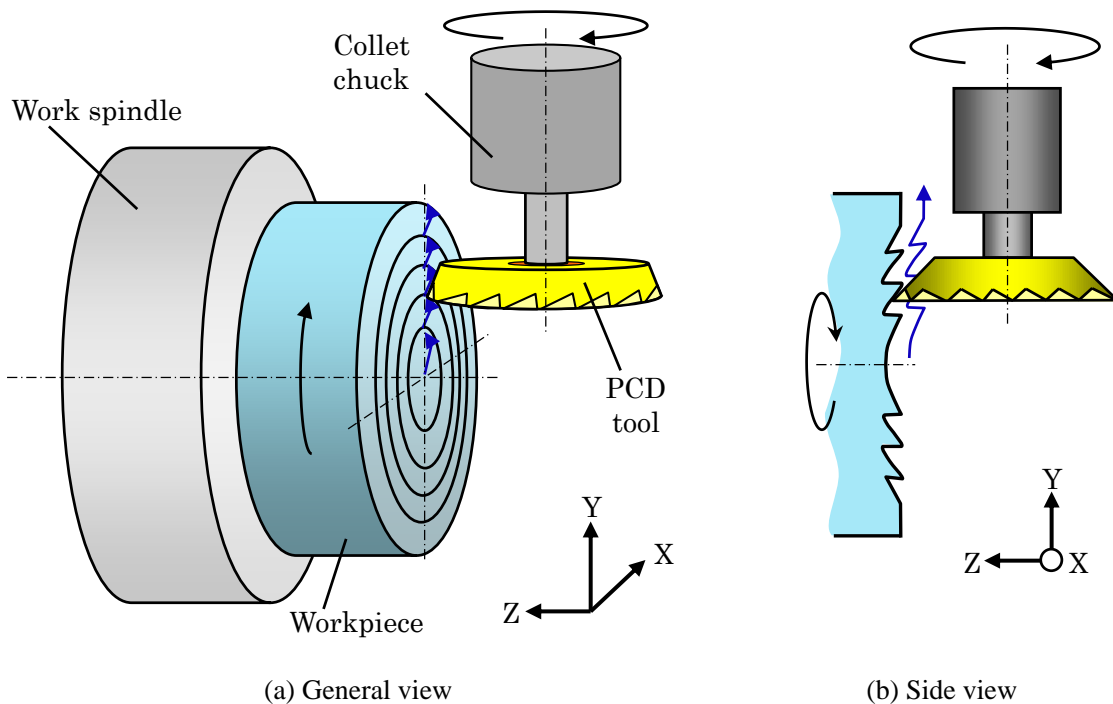 Collet
chuck
Work spindle
PCD
tool
Y
X
Z
Workpiece
Y
Z
X
(a) General view
(b) Side view